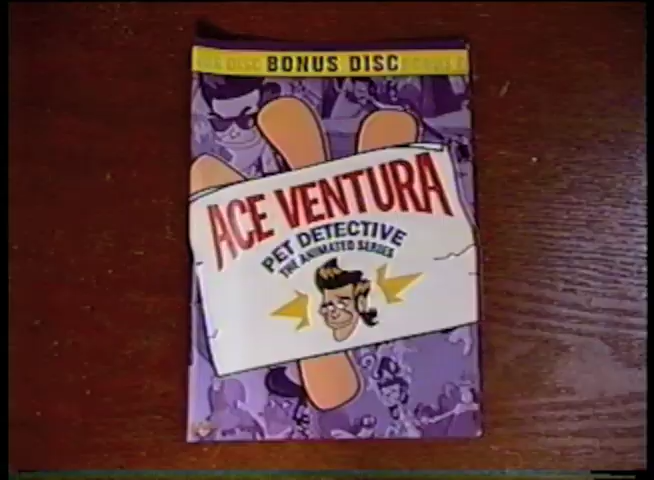 BONUS DISC
ACE VENTURA
PET DETECTIVE
THE ANIMATED SERIES